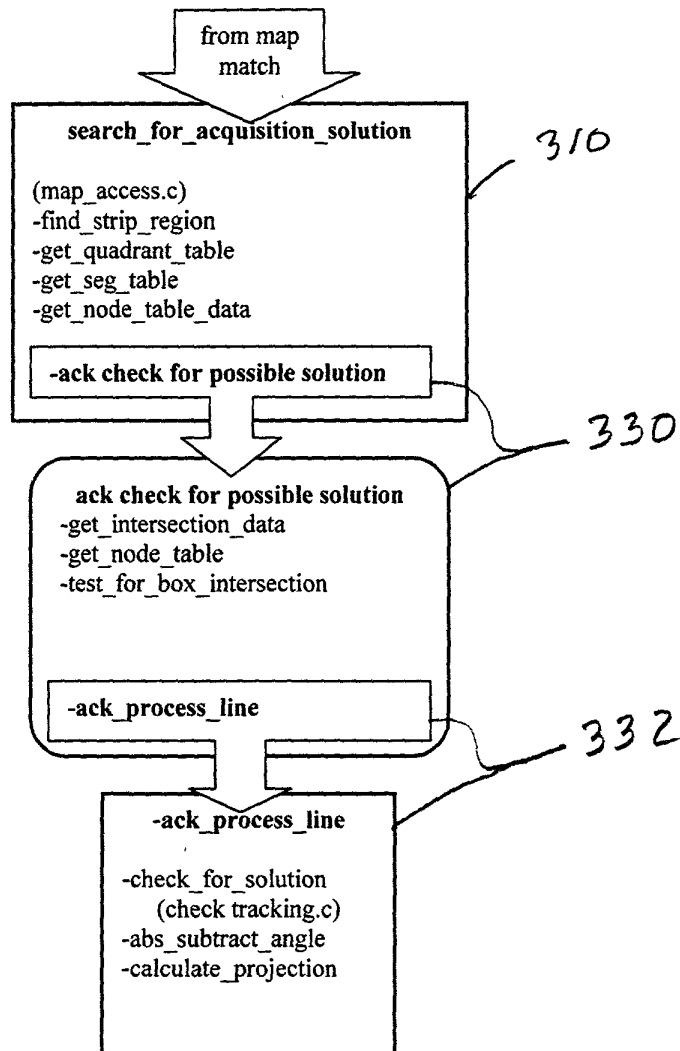 from map
match
search_for_acquisition_solution
310
(map_access.c)
-find_strip_region
-get_quadrant_table
-get_seg_table
-get_node_table_data
-ack check for possible solution
330
ack check for possible solution
-get_intersection_data
-get_node_table
-test_for_box_intersection
-ack_process_line
332
-ack_process_line
-check_for_solution
(check tracking.c)
-abs_subtract_angle
-calculate_projection